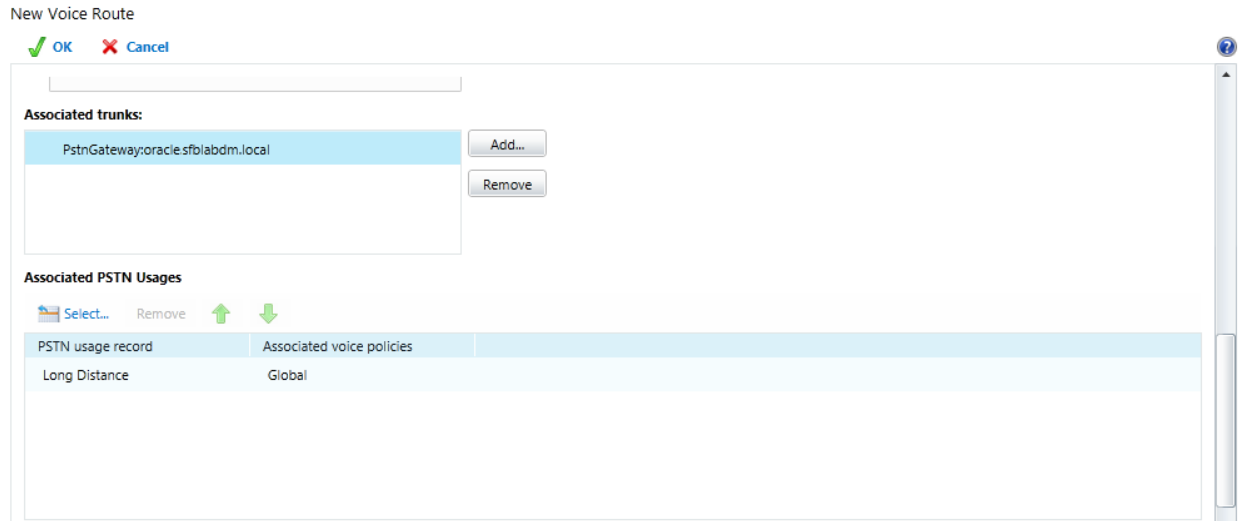 New Voice Route
OK Cancel
?
Associated trunks:
PstnGateway:oracle.sfblabdm.local
Add...
Remove
Associated PSTN Usages
Select... Remove
PSTN usage record Associated voice policies
Long Distance Global